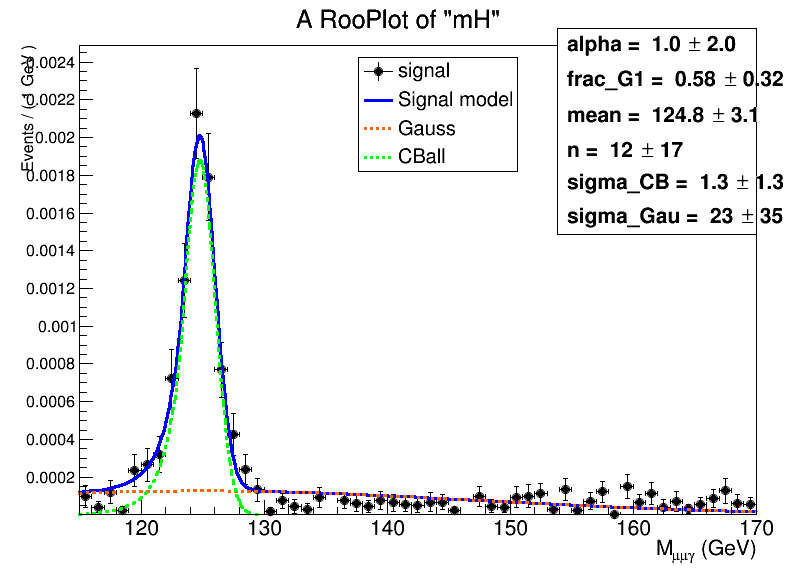 A RooPlot of "mH"
Events / ( 1 GeV )
0.0024
0.0022
0.002
0.0018
0.0016
0.0014
0.0012
0.001
0.0008
0.0006
0.0004
0.0002
signal
Signal model
Gauss
CBall
alpha = 1.0 ± 2.0
frac_G1 = 0.58 ± 0.32
mean = 124.8 ± 3.1
n = 12 ± 17
sigma_CB = 1.3 ± 1.3
sigma_Gau = 23 ± 35
120 130 140 150 160 170
Mμμγ (GeV)